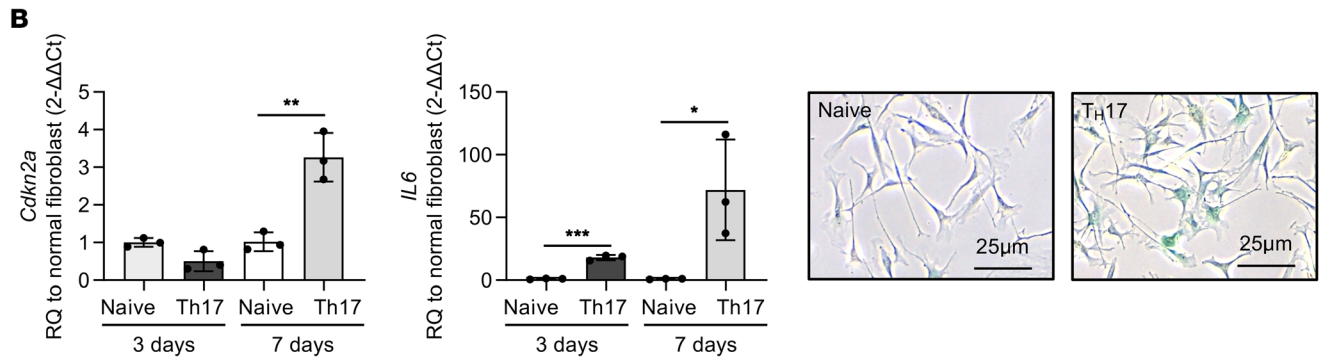 B
Cdkn2a
RQ to normal fibroblast (2-ΔΔCt)
5
4
3
2
1
0
**
Naive Th17 Naive Th17
3 days 7 days
IL6
RQ to normal fibroblast (2-ΔΔCt)
150
100
50
0
***
*
Naive Th17 Naive Th17
3 days 7 days
Naive
25µm
TH17
25µm